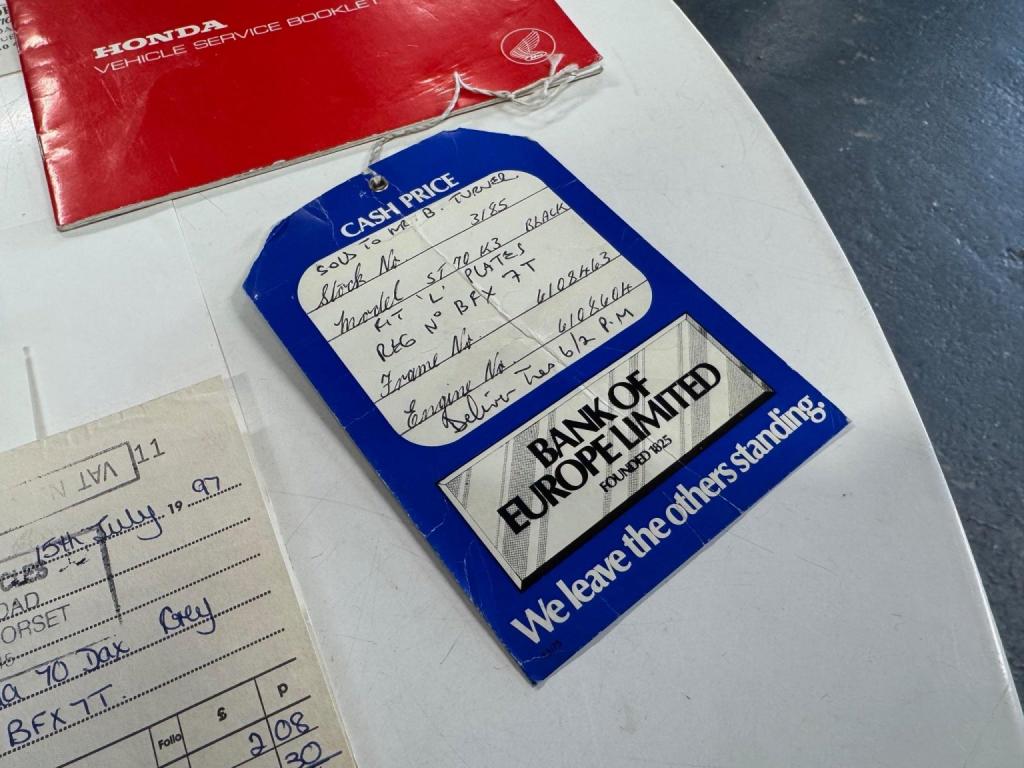 HONDA
VEHICLE SERVICE BOOKLET
CASH PRICE
SOLD TO MR. B. TURNER.
Stock No 3185
Model ST 70 K3 BLACK
FIT 'L' PLATES
REG Nº BFX 7T
Frame No. 6108463
Engine No. 6108604
Deliver Tues 6/2 P.M
BANK OF
EUROPE LIMITED
FOUNDED 1825
We leave the others standing.
VAT N
11
15th July 19 97
CLES
OAD
ORSET
Grey
a 70 Dax
BFX 7T.
Folio £ P
2 08
30